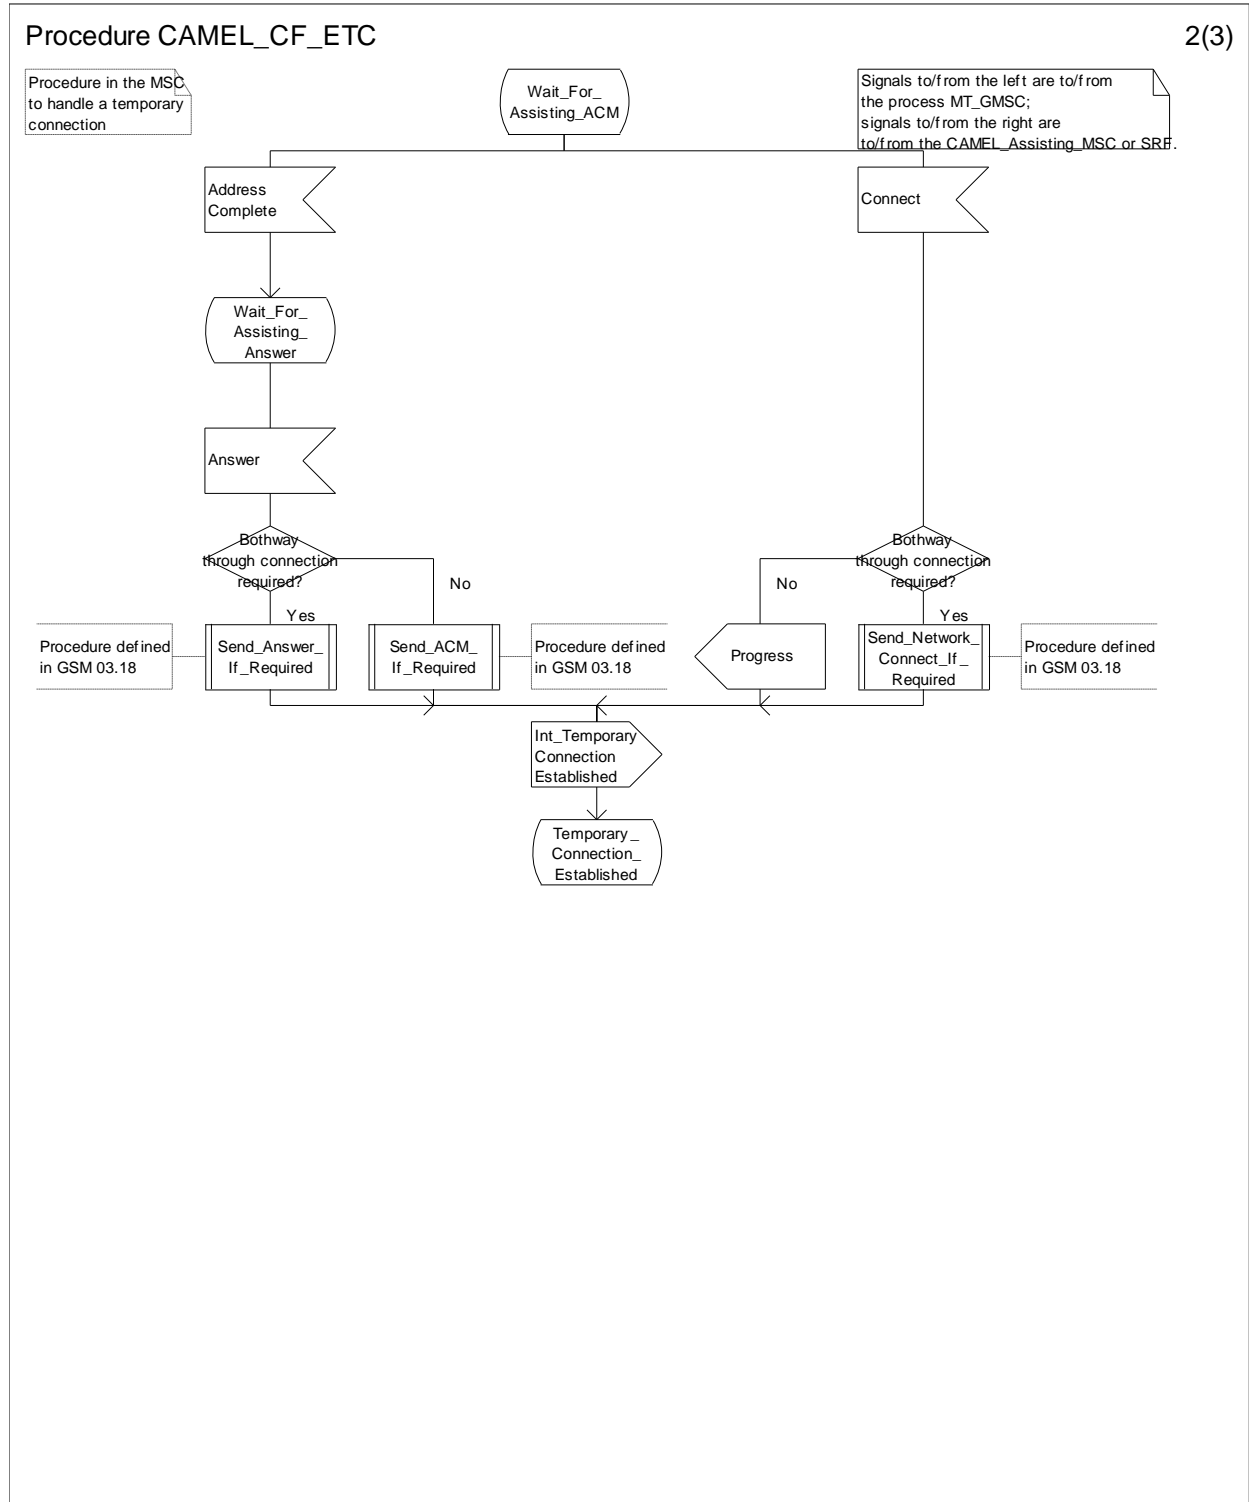 Procedure CAMEL_CF_ETC
2(3)
Procedure in the MSC
to handle a temporary
connection
Wait_For_
Assisting_ACM
Signals to/from the left are to/from
the process MT_GMSC;
signals to/from the right are
to/from the CAMEL_Assisting_MSC or SRF.
Address
Complete
Connect
Wait_For_
Assisting_
Answer
Answer
Bothway
through connection
required?
No
Yes
Bothway
through connection
required?
No
Yes
Procedure defined
in GSM 03.18
Send_Answer_
If_Required
Send_ACM_
If_Required
Procedure defined
in GSM 03.18
Progress
Send_Network_
Connect_If_
Required
Procedure defined
in GSM 03.18
Int_Temporary
Connection
Established
Temporary_
Connection_
Established